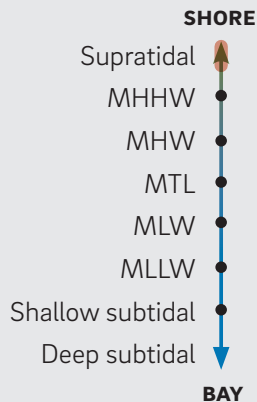 SHORE
Supratidal
MHHW
MHW
MTL
MLW
MLLW
Shallow subtidal
Deep subtidal
BAY